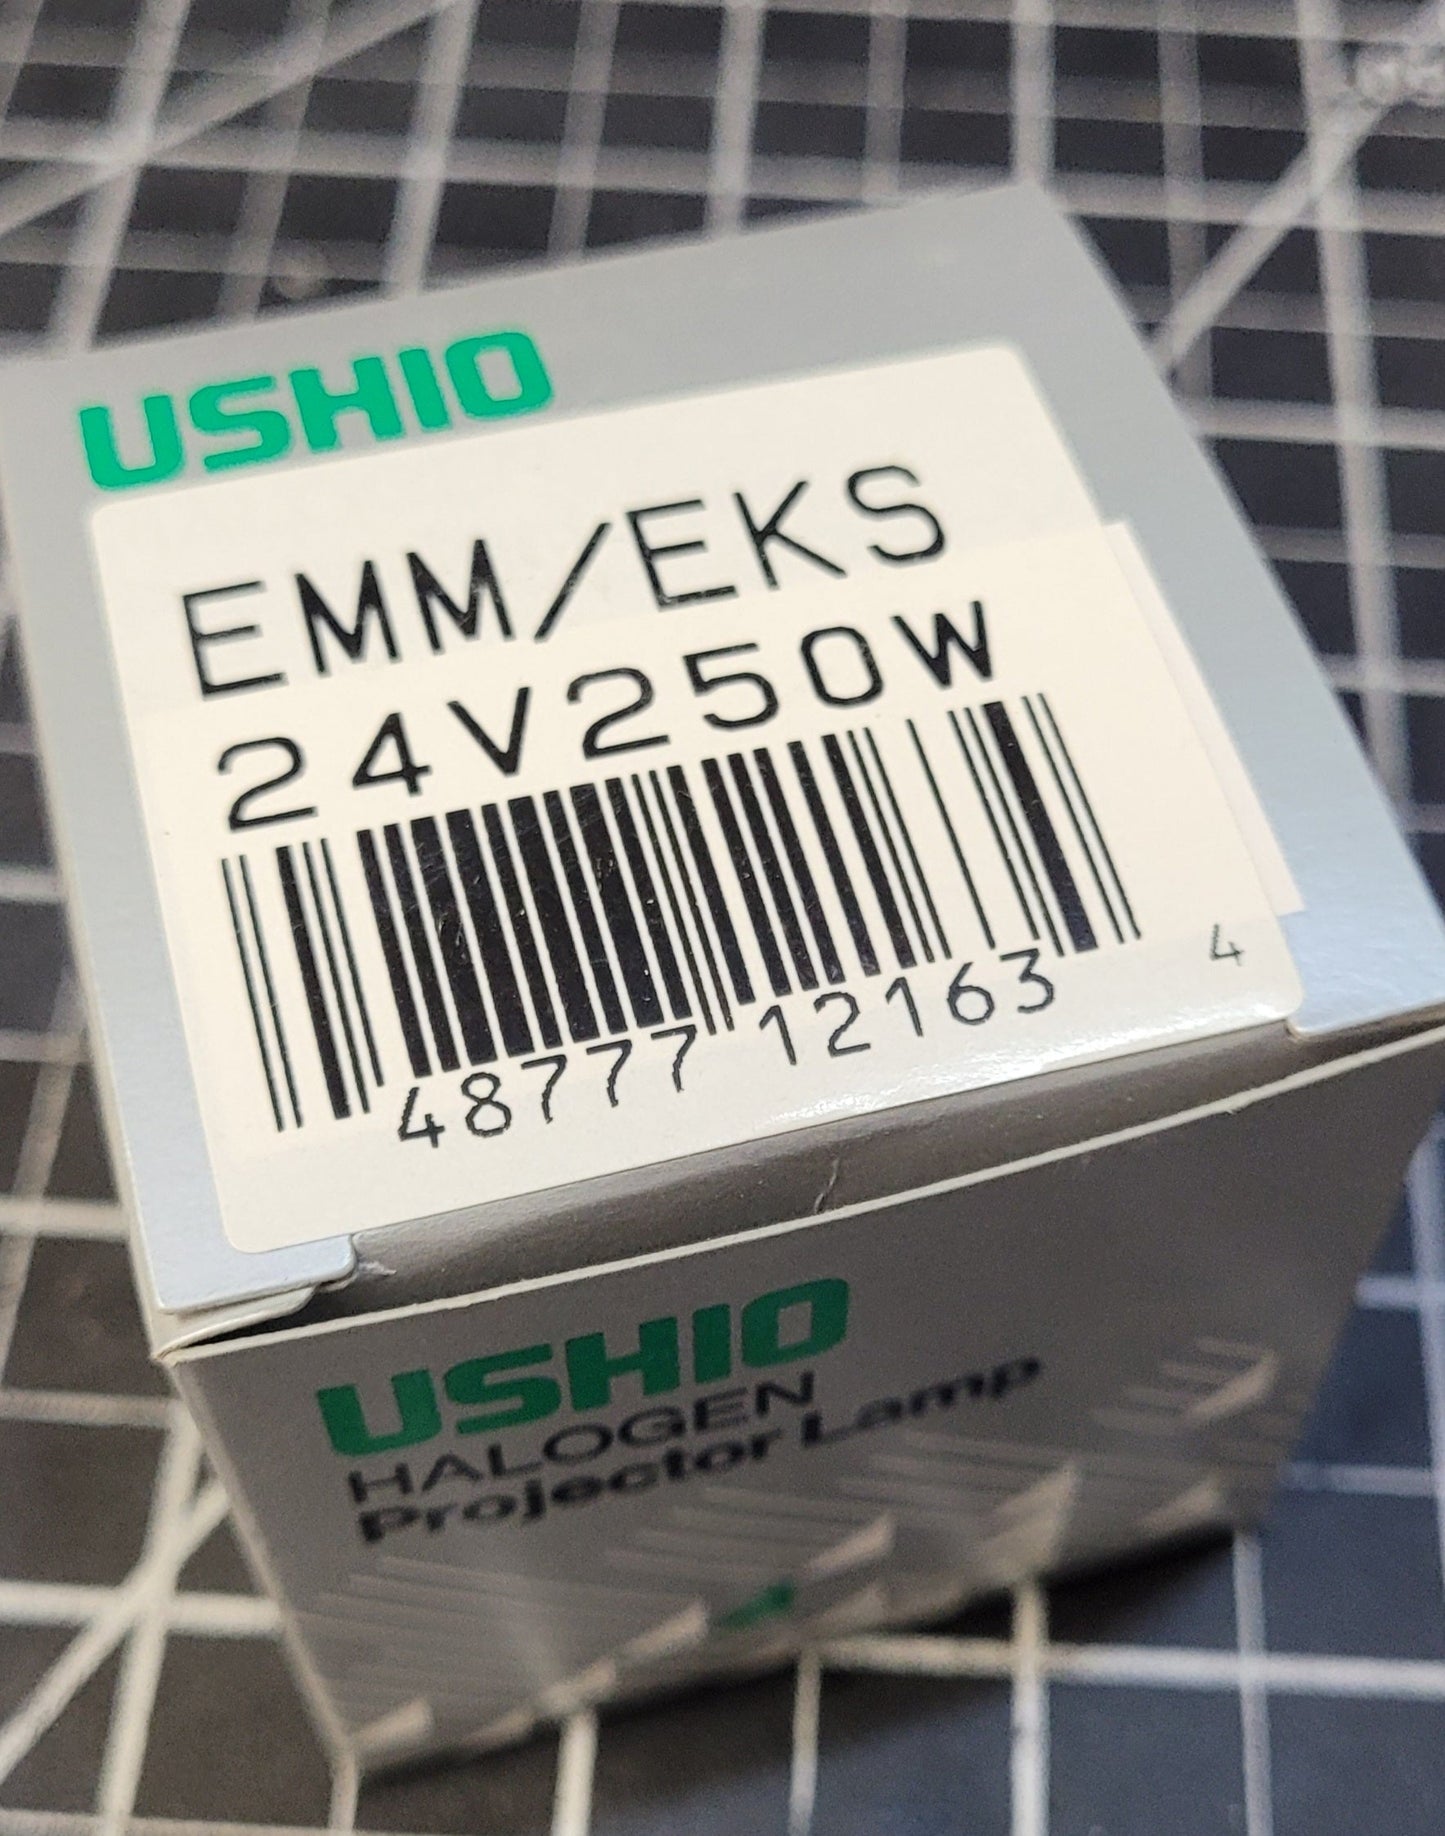 USHIO
EMM/EKS
24V250W
48777 12163 4
USHIO
HALOGEN
Projector Lamp